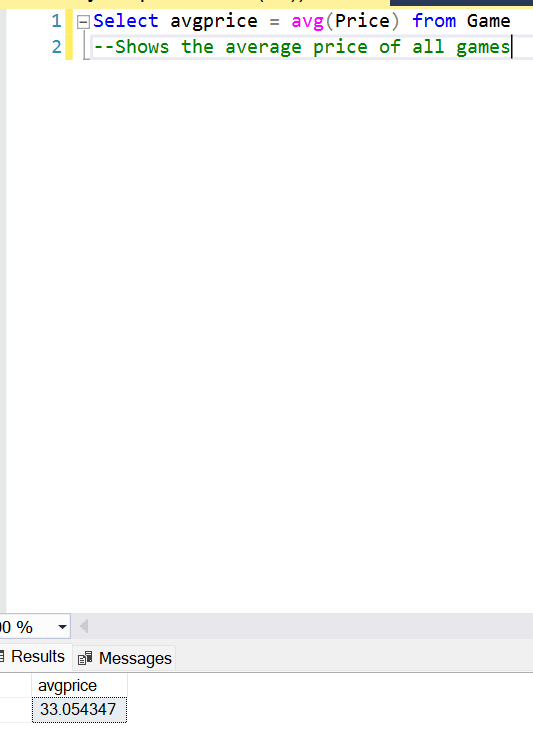 1 Select avgprice = avg(Price) from Game
2 --Shows the average price of all games
%
Results Messages
avgprice
33.054347